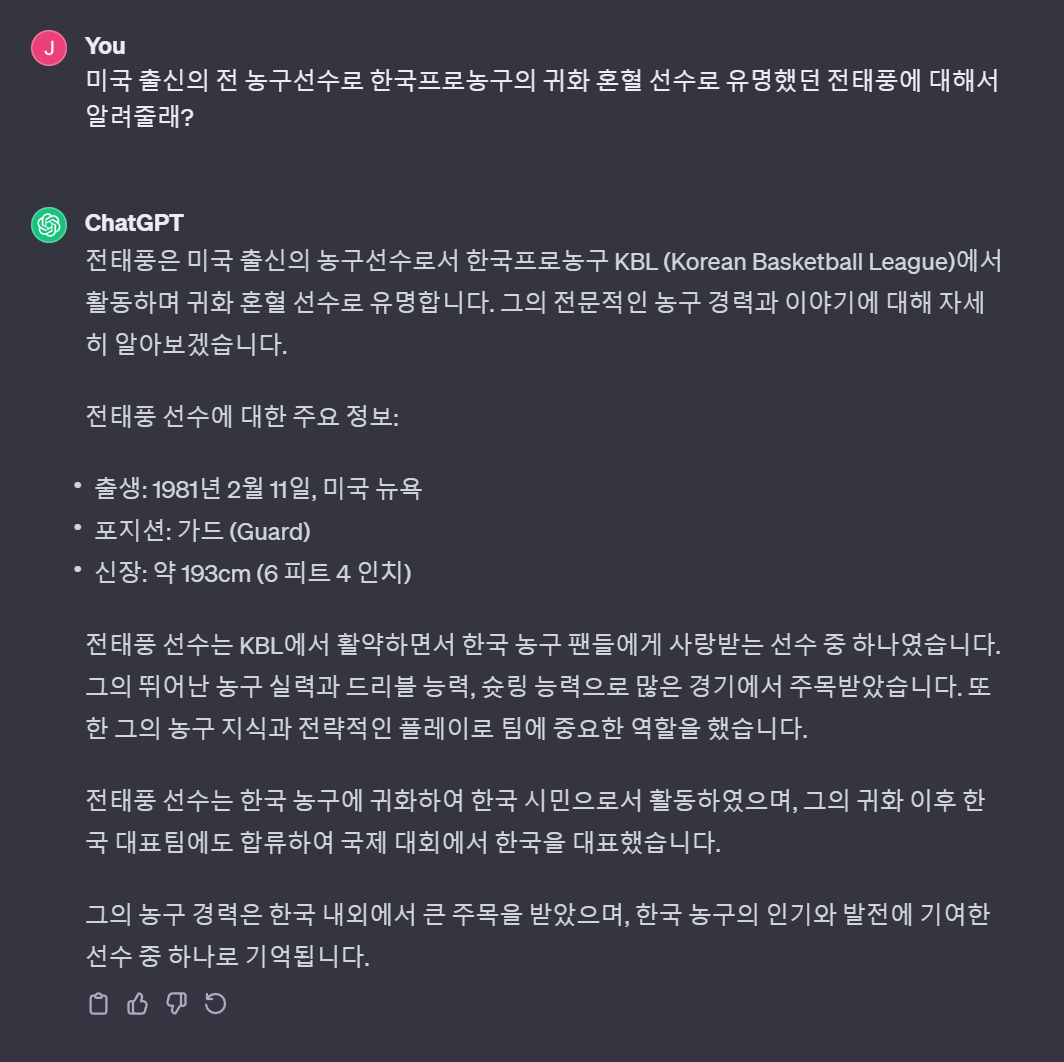 J
You
미국 출신의 전 농구선수로 한국프로농구의 귀화 혼혈 선수로 유명했던 전태풍에 대해서
알려줄래?
ChatGPT
전태풍은 미국 출신의 농구선수로서 한국프로농구 KBL (Korean Basketball League)에서
활동하며 귀화 혼혈 선수로 유명합니다. 그의 전문적인 농구 경력과 이야기에 대해 자세
히 알아보겠습니다.
전태풍 선수에 대한 주요 정보:
• 출생: 1981년 2월 11일, 미국 뉴욕
• 포지션: 가드 (Guard)
• 신장: 약 193cm (6 피트 4 인치)
전태풍 선수는 KBL에서 활약하면서 한국 농구 팬들에게 사랑받는 선수 중 하나였습니다.
그의 뛰어난 농구 실력과 드리블 능력, 슛링 능력으로 많은 경기에서 주목받았습니다. 또
한 그의 농구 지식과 전략적인 플레이로 팀에 중요한 역할을 했습니다.
전태풍 선수는 한국 농구에 귀화하여 한국 시민으로서 활동하였으며, 그의 귀화 이후 한
국 대표팀에도 합류하여 국제 대회에서 한국을 대표했습니다.
그의 농구 경력은 한국 내외에서 큰 주목을 받았으며, 한국 농구의 인기와 발전에 기여한
선수 중 하나로 기억됩니다.